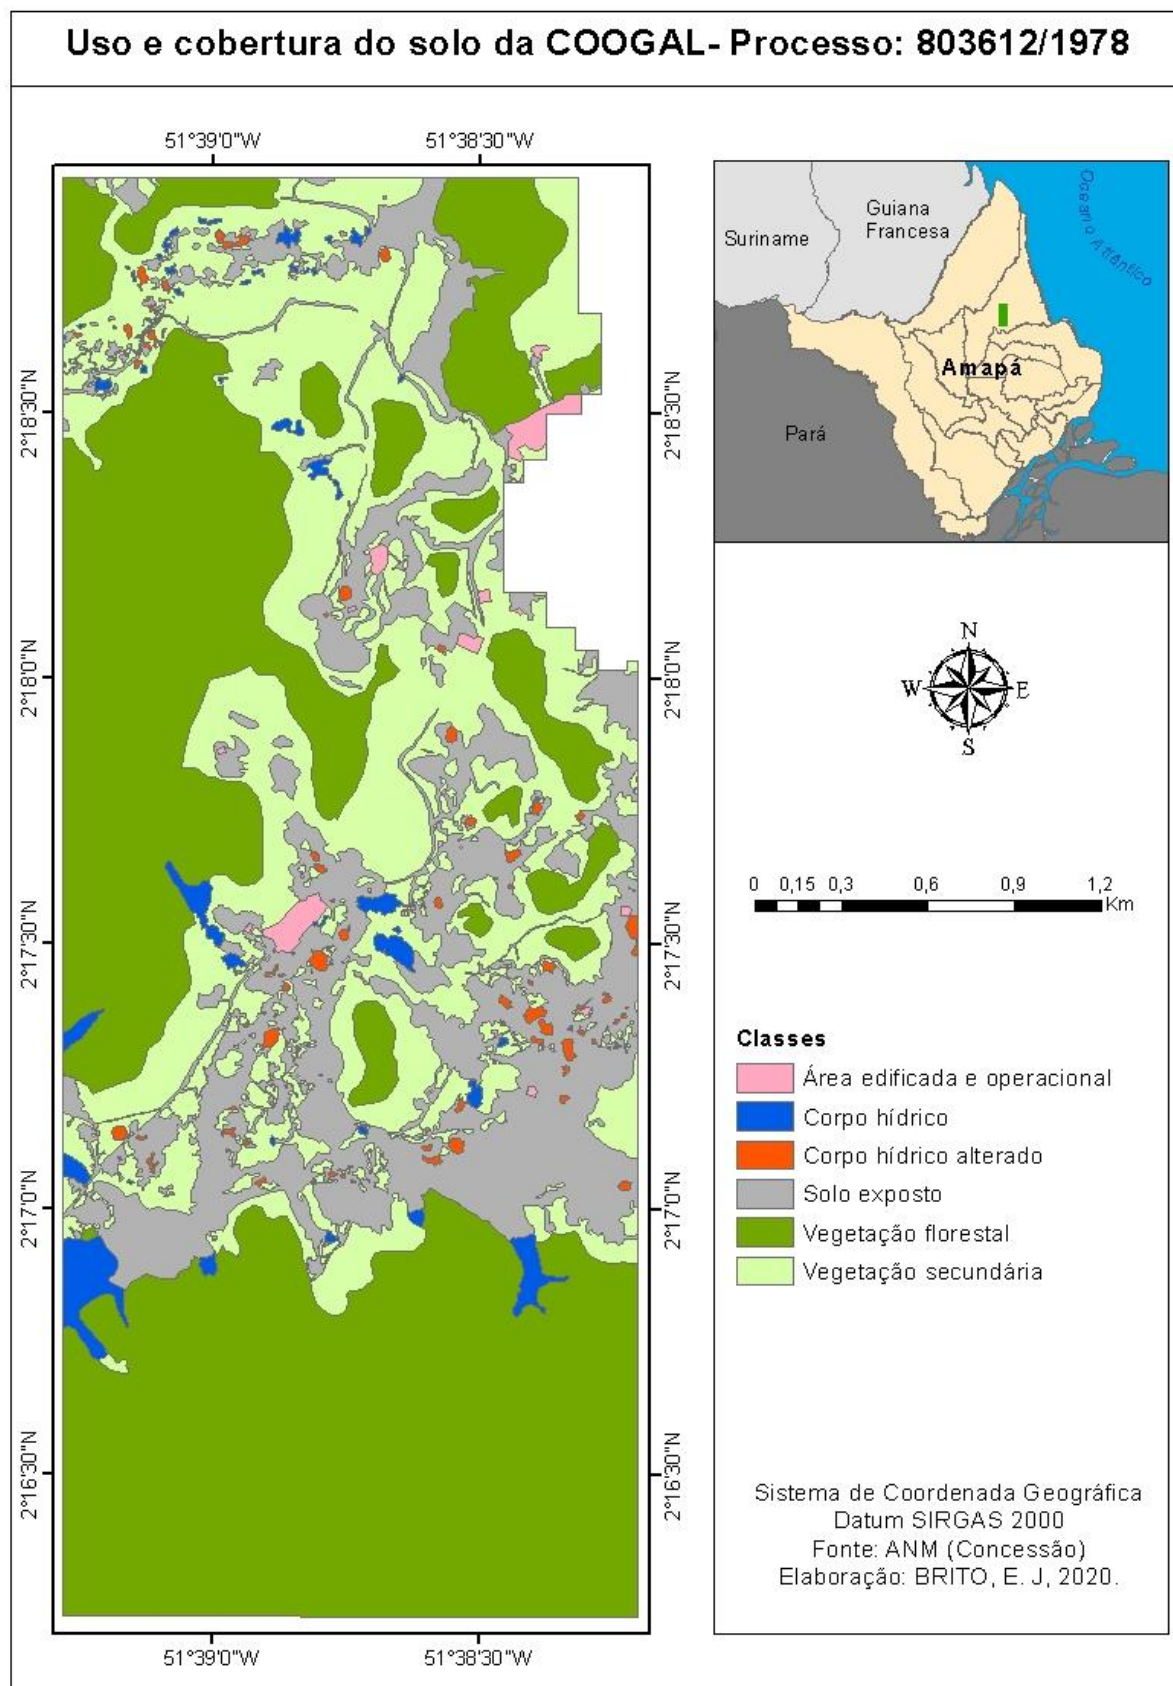 Uso e cobertura do solo da COOGAL- Processo: 803612/1978
51°39'0"W
51°38'30"W
2°18'30"N
2°18'0"N
2°17'30"N
2°17'0"N
2°16'30"N
2°18'30"N
2°18'0"N
2°17'30"N
2°17'0"N
2°16'30"N
51°39'0"W
51°38'30"W
Suriname
Guiana
Francesa
Oceano Atlântico
Amapá
Pará
N
W
E
S
0 0,15 0,3 0,6 0,9 1,2
Km
Classes
Área edificada e operacional
Corpo hídrico
Corpo hídrico alterado
Solo exposto
Vegetação florestal
Vegetação secundária
Sistema de Coordenada Geográfica
Datum SIRGAS 2000
Fonte: ANM (Concessão)
Elaboração: BRITO, E. J, 2020.